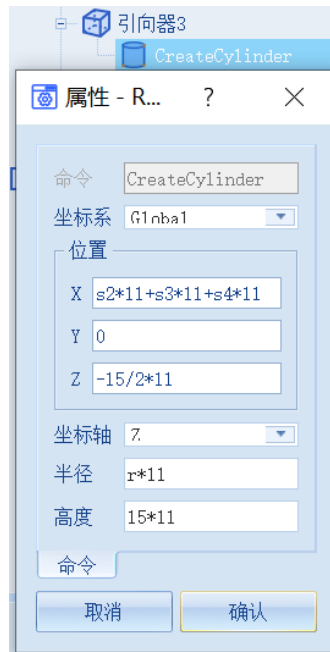 引向器3
CreateCylinder
属性 - R... ?
命令 CreateCylinder
坐标系 Global
位置
X s2*11+s3*11+s4*11
Y 0
Z -15/2*11
坐标轴 Z
半径 r*11
高度 15*11
命令
取消 确认